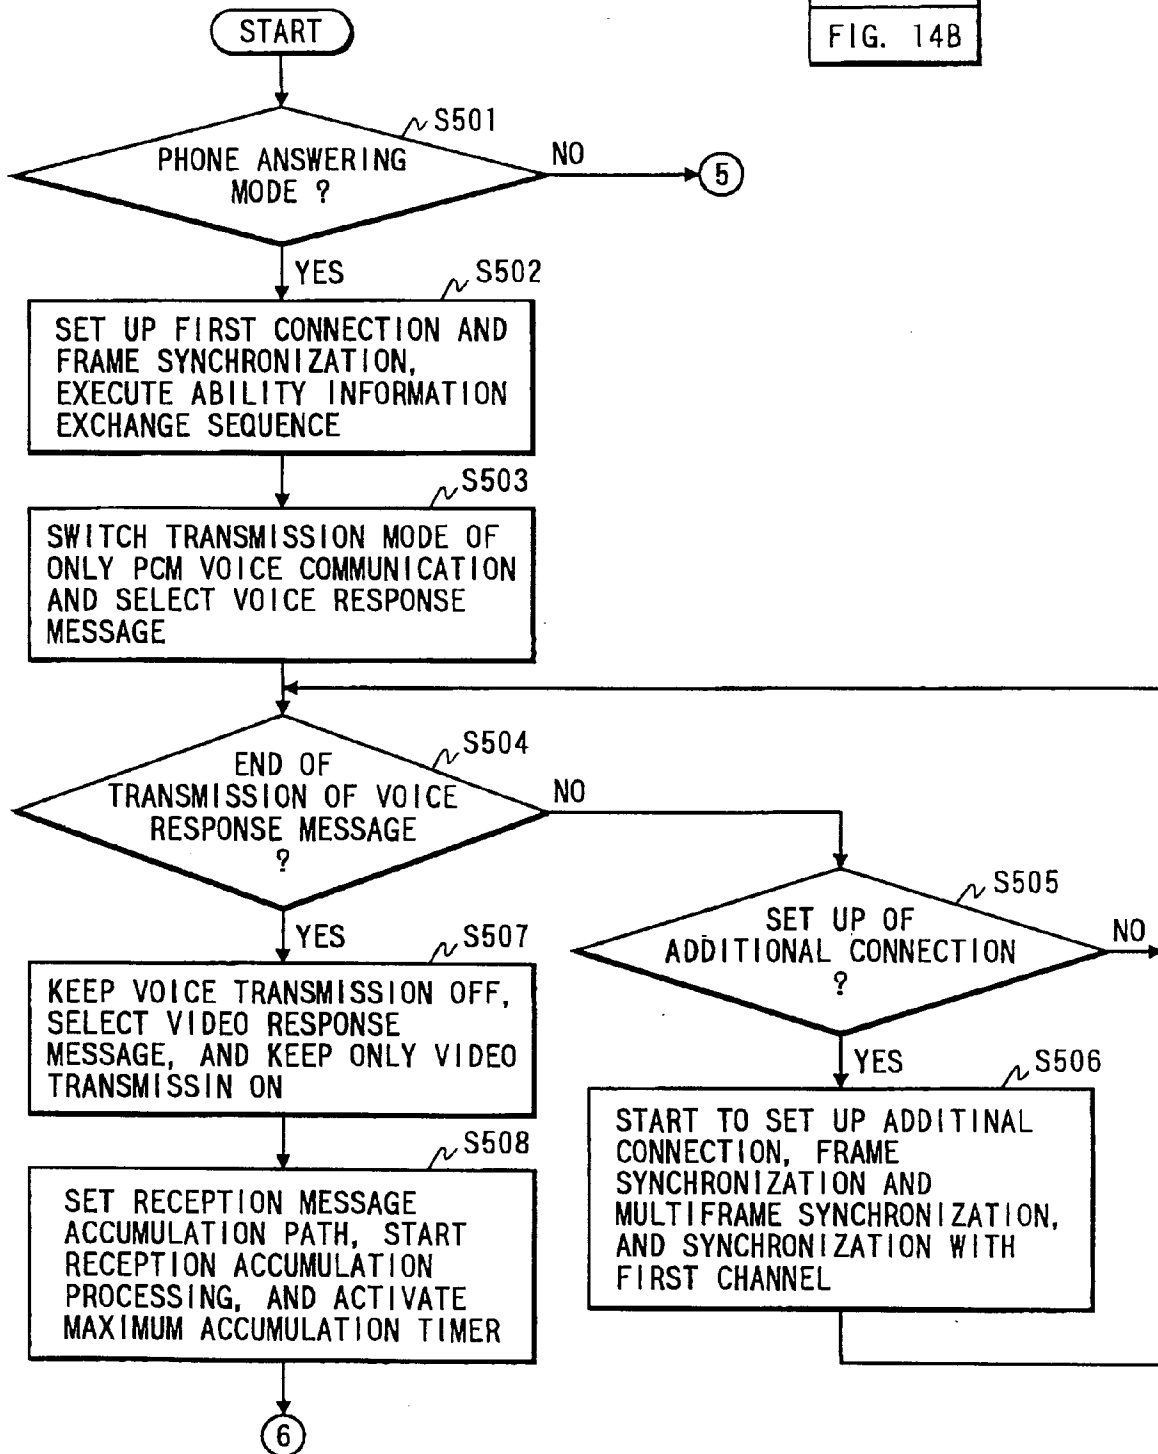 START
FIG. 14B
S501
PHONE ANSWERING
MODE ?
NO
5
YES
S502
SET UP FIRST CONNECTION AND
FRAME SYNCHRONIZATION,
EXECUTE ABILITY INFORMATION
EXCHANGE SEQUENCE
S503
SWITCH TRANSMISSION MODE OF
ONLY PCM VOICE COMMUNICATION
AND SELECT VOICE RESPONSE
MESSAGE
S504
END OF
TRANSMISSION OF VOICE
RESPONSE MESSAGE
?
NO
S505
SET UP OF
ADDITIONAL CONNECTION
?
NO
YES
S507
KEEP VOICE TRANSMISSION OFF,
SELECT VIDEO RESPONSE
MESSAGE, AND KEEP ONLY VIDEO
TRANSMISSIN ON
YES
S506
START TO SET UP ADDITINAL
CONNECTION, FRAME
SYNCHRONIZATION AND
MULTIFRAME SYNCHRONIZATION,
AND SYNCHRONIZATION WITH
FIRST CHANNEL
S508
SET RECEPTION MESSAGE
ACCUMULATION PATH, START
RECEPTION ACCUMULATION
PROCESSING, AND ACTIVATE
MAXIMUM ACCUMULATION TIMER
6